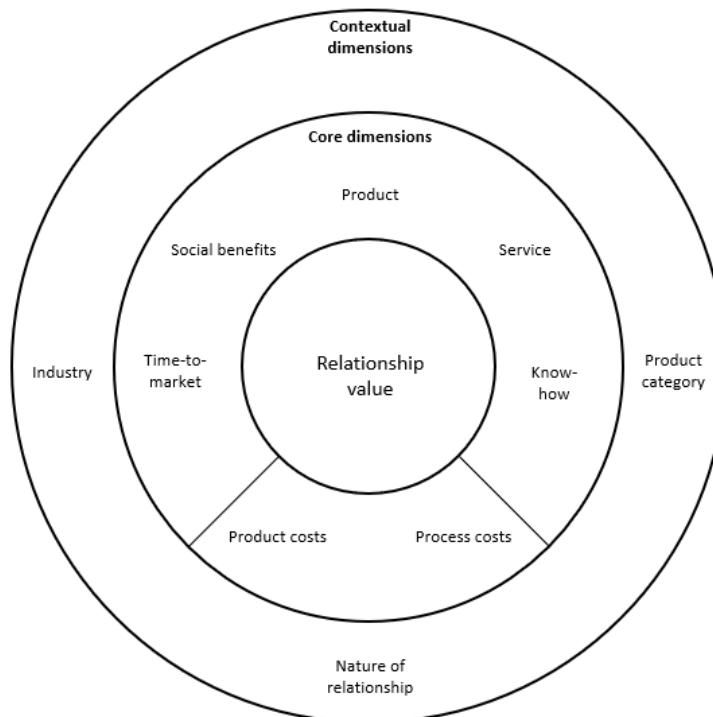 Contextual
dimensions
Core dimensions
Product
Social benefits
Service
Industry
Time-to-
market
Relationship
value
Know-
how
Product
category
Product costs
Process costs
Nature of
relationship